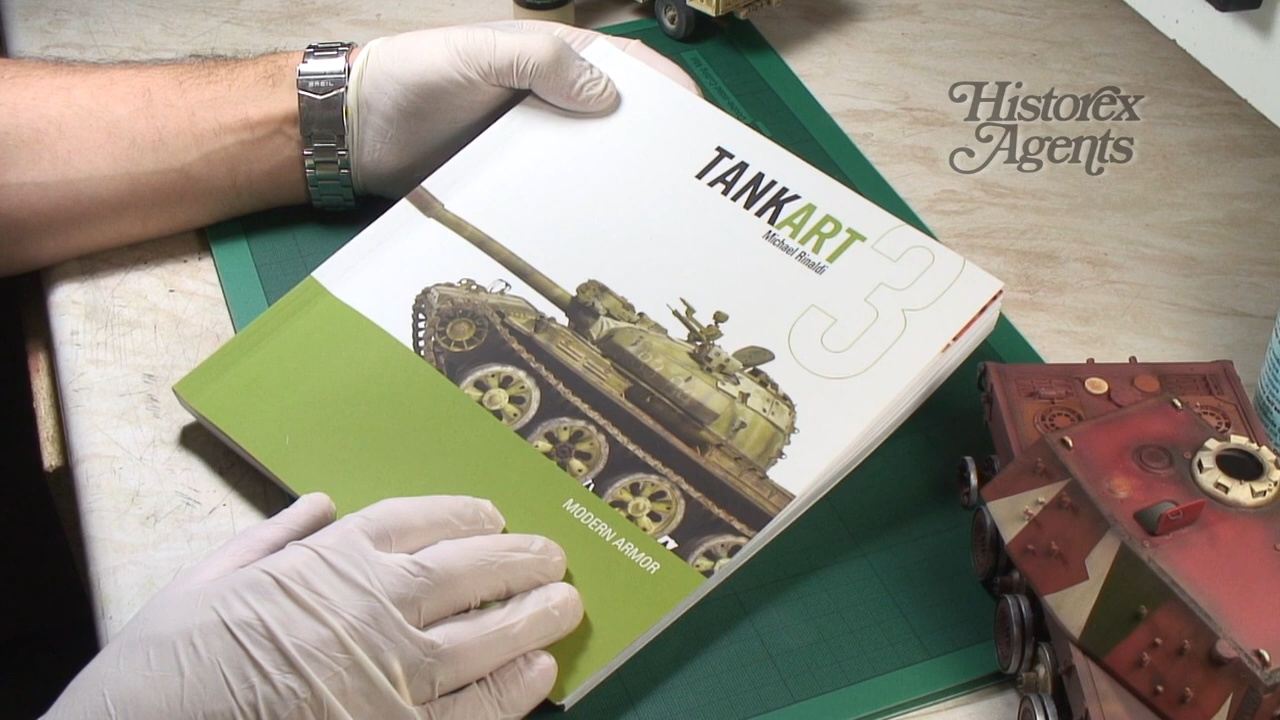 BREIL
Historex
Agents
TANKART
3
Michael Rinaldi
MODERN ARMOR